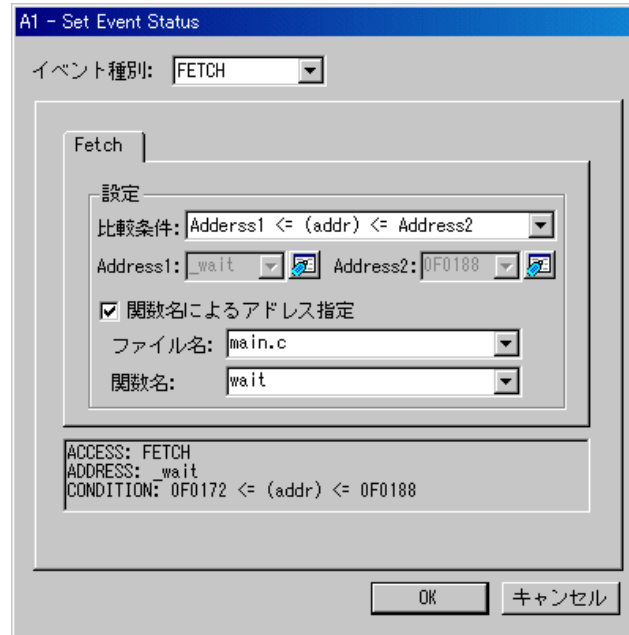 A1 - Set Event Status
イベント種別: FETCH
Fetch
設定
比較条件: Adderss1 <= (addr) <= Address2
Address1: _wait Address2: 0F0188
関数名によるアドレス指定
ファイル名: main.c
関数名: wait
ACCESS: FETCH
ADDRESS: _wait
CONDITION: 0F0172 <= (addr) <= 0F0188
OK キャンセル